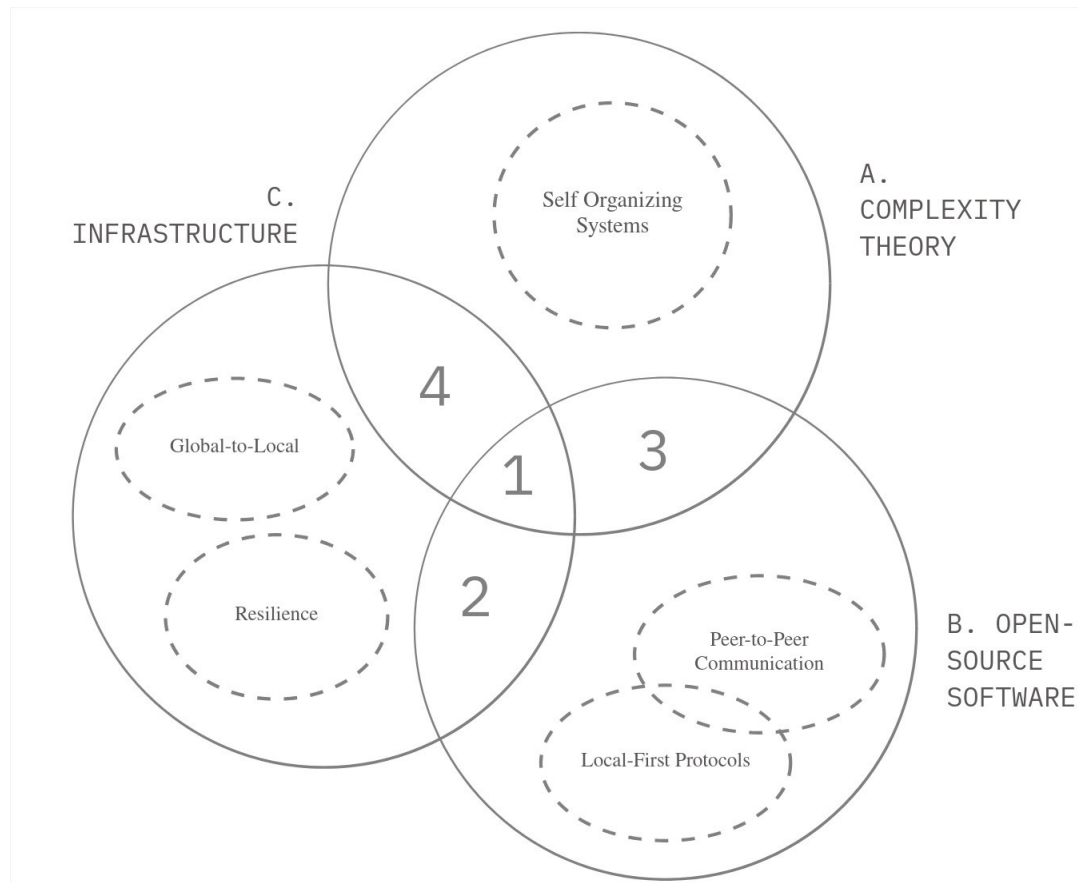 Self Organizing
Systems
A.
COMPLEXITY
THEORY
C.
INFRASTRUCTURE
4
Global-to-Local
3
1
2
Resilience
Peer-to-Peer
Communication
B. OPEN-
SOURCE
SOFTWARE
Local-First Protocols